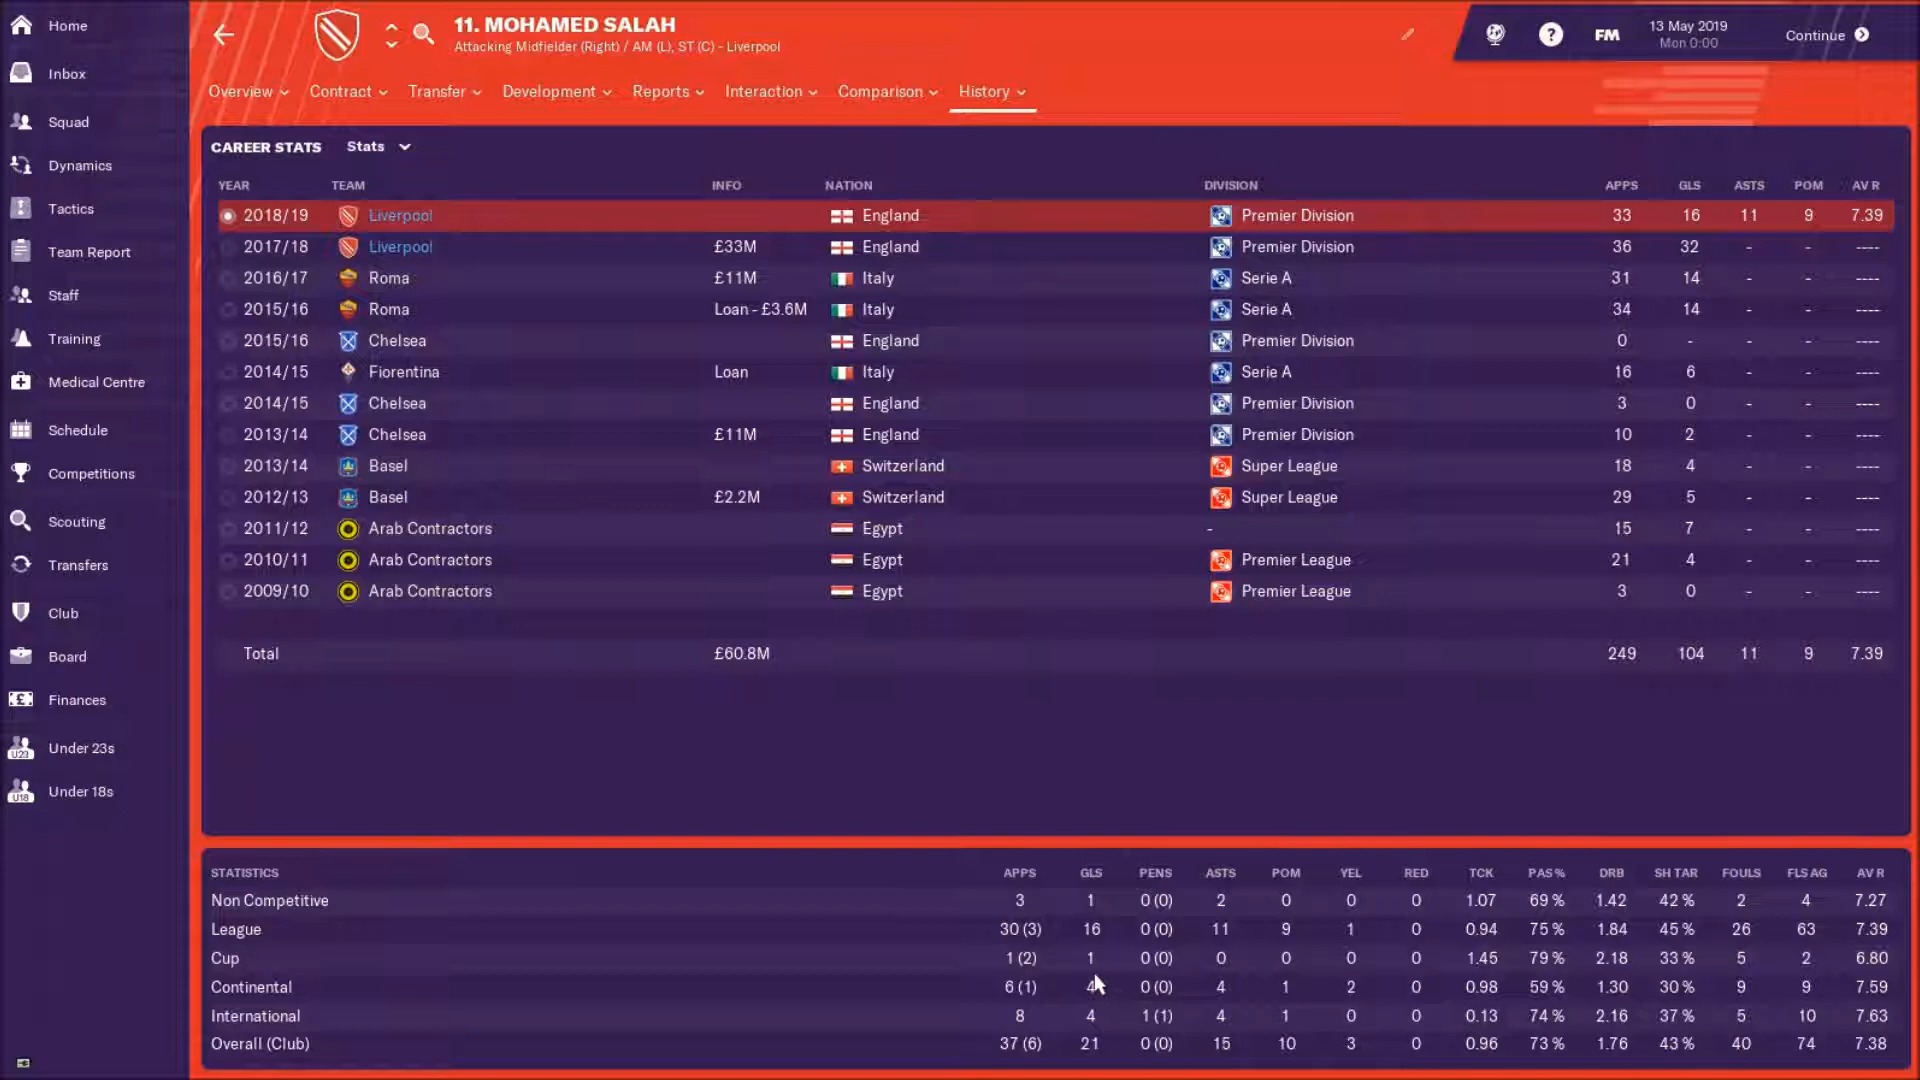 Home
Inbox
Squad
Dynamics
Tactics
Team Report
Staff
Training
Medical Centre
Schedule
Competitions
Scouting
Transfers
Club
Board
Finances
U23 Under 23s
U18 Under 18s
11. MOHAMED SALAH
Attacking Midfielder (Right) / AM (L), ST (C) - Liverpool
? FM 13 May 2019 Continue
Mon 0:00
Overview Contract Transfer Development Reports Interaction Comparison History
CAREER STATS Stats
YEAR TEAM INFO NATION DIVISION APPS GLS ASTS POM AV R
2018/19 Liverpool England Premier Division 33 16 11 9 7.39
2017/18 Liverpool £33M England Premier Division 36 32 - - ----
2016/17 Roma £11M Italy Serie A 31 14 - - ----
2015/16 Roma Loan - £3.6M Italy Serie A 34 14 - - ----
2015/16 Chelsea England Premier Division 0 - - - ----
2014/15 Fiorentina Loan Italy Serie A 16 6 - - ----
2014/15 Chelsea England Premier Division 3 0 - - ----
2013/14 Chelsea £11M England Premier Division 10 2 - - ----
2013/14 Basel Switzerland Super League 18 4 - - ----
2012/13 Basel £2.2M Switzerland Super League 29 5 - - ----
2011/12 Arab Contractors Egypt - 15 7 - - ----
2010/11 Arab Contractors Egypt Premier League 21 4 - - ----
2009/10 Arab Contractors Egypt Premier League 3 0 - - ----
Total £60.8M 249 104 11 9 7.39
STATISTICS APPS GLS PENS ASTS POM YEL RED TCK PAS % DRB SH TAR FOULS FLS AG AV R
Non Competitive 3 1 0 (0) 2 0 0 0 1.07 69 % 1.42 42 % 2 4 7.27
League 30 (3) 16 0 (0) 11 9 1 0 0.94 75 % 1.84 45 % 26 63 7.39
Cup 1 (2) 1 0 (0) 0 0 0 0 1.45 79 % 2.18 33 % 5 2 6.80
Continental 6 (1) 4 0 (0) 4 1 2 0 0.98 59 % 1.30 30 % 9 9 7.59
International 8 4 1 (1) 4 1 0 0 0.13 74 % 2.16 37 % 5 10 7.63
Overall (Club) 37 (6) 21 0 (0) 15 10 3 0 0.96 73 % 1.76 43 % 40 74 7.38